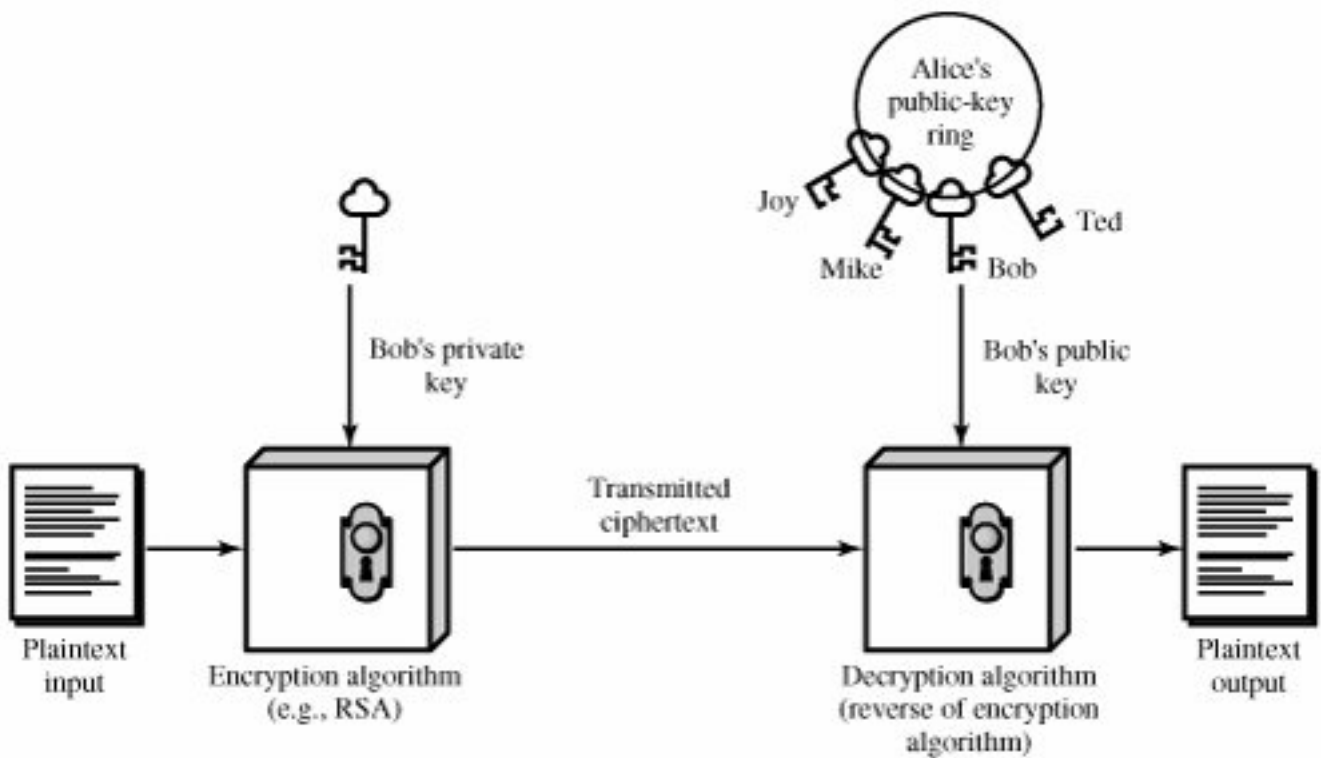 Alice's
public-key
ring
Joy
Mike
Bob
Ted
Bob's private
key
Bob's public
key
Transmitted
ciphertext
Plaintext
input
Encryption algorithm
(e.g., RSA)
Decryption algorithm
(reverse of encryption
algorithm)
Plaintext
output